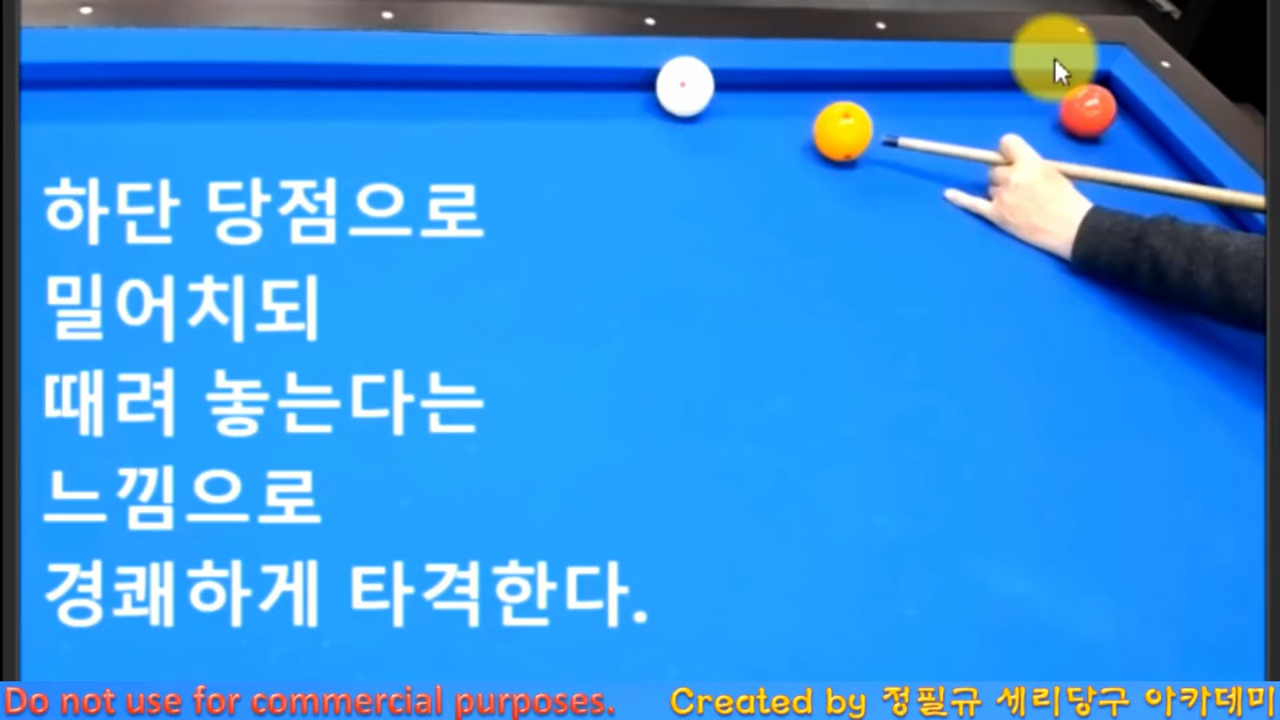 하단 당점으로
밀어치되
때려 놓는다는
느낌으로
경쾌하게 타격한다.
Do not use for commercial purposes. Created by 정필규 세리당구 아카데미